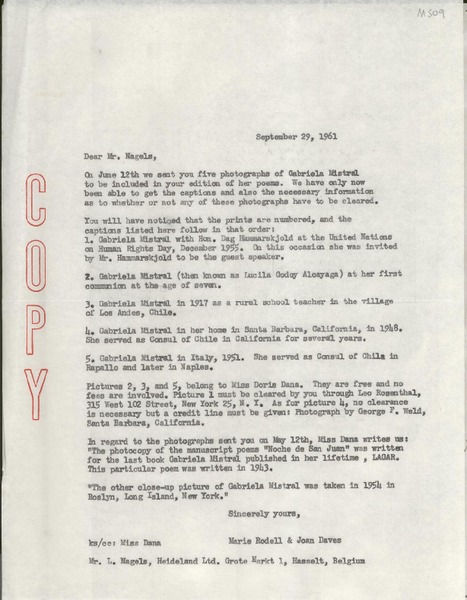 MS09
September 29, 1961
Dear Mr. Nagels,
On June 12th we sent you five photographs of Gabriela Mistral
to be included in your edition of her poems. We have only now
been able to get the captions and also the necessary information
as to whether or not any of these photographs have to be cleared.
You will have noticed that the prints are numbered, and the
captions listed here follow in that order:
1. Gabriela Mistral with Hon. Dag Hammarskjold at the United Nations
on Human Rights Day, December 1955. On this occasion she was invited
by Mr. Hammarskjold to be the guest speaker.
2. Gabriela Mistral (then known as Lucila Godoy Alcayaga) at her first
communion at the age of seven.
3. Gabriela Mistral in 1917 as a rural school teacher in the village
of Los Andes, Chile.
4. Gabriela Mistral in her home in Santa Barbara, California, in 1948.
She served as Consul of Chile in California for several years.
5. Gabriela Mistral in Italy, 1951. She served as Consul of Chile in
Rapallo and later in Naples.
Pictures 2, 3, and 5, belong to Miss Doris Dana. They are free and no
fees are involved. Picture 1 must be cleared by you through Leo Rosenthal,
315 West 102 Street, New York 25, N. Y. As for picture 4, no clearance
is necessary but a credit line must be given: Photograph by George F. Weld,
Santa Barbara, California.
In regard to the photographs sent you on May 12th, Miss Dana writes us:
"The photocopy of the manuscript poems "Noche de San Juan" was written
for the last book Gabriela Mistral published in her lifetime , LAGAR.
This particular poem was written in 1943.
"The other close-up picture of Gabriela Mistral was taken in 1954 in
Roslyn, Long Island, New York."
Sincerely yours,
Marie Rodell & Joan Daves
ks/cc: Miss Dana
Mr. L. Nagels, Heideland Ltd. Grote Markt 1, Hasselt, Belgium
COPY